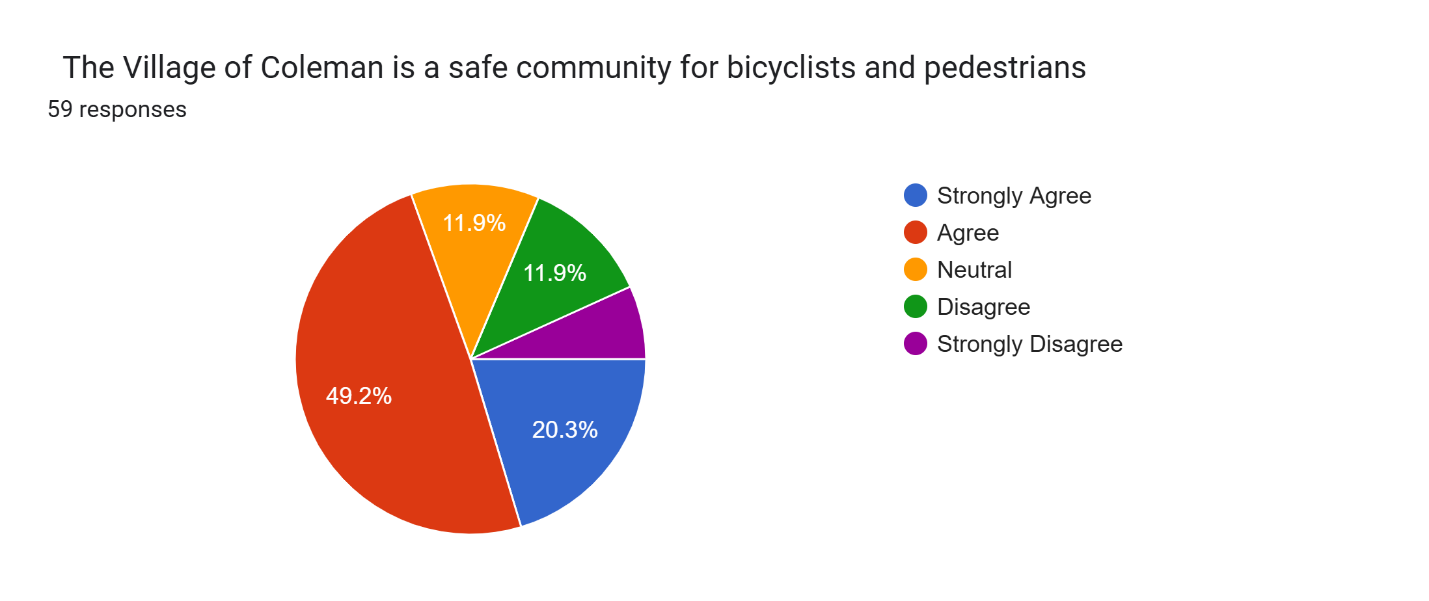 The Village of Coleman is a safe community for bicyclists and pedestrians
59 responses
11.9%
11.9%
49.2%
20.3%
Strongly Agree
Agree
Neutral
Disagree
Strongly Disagree